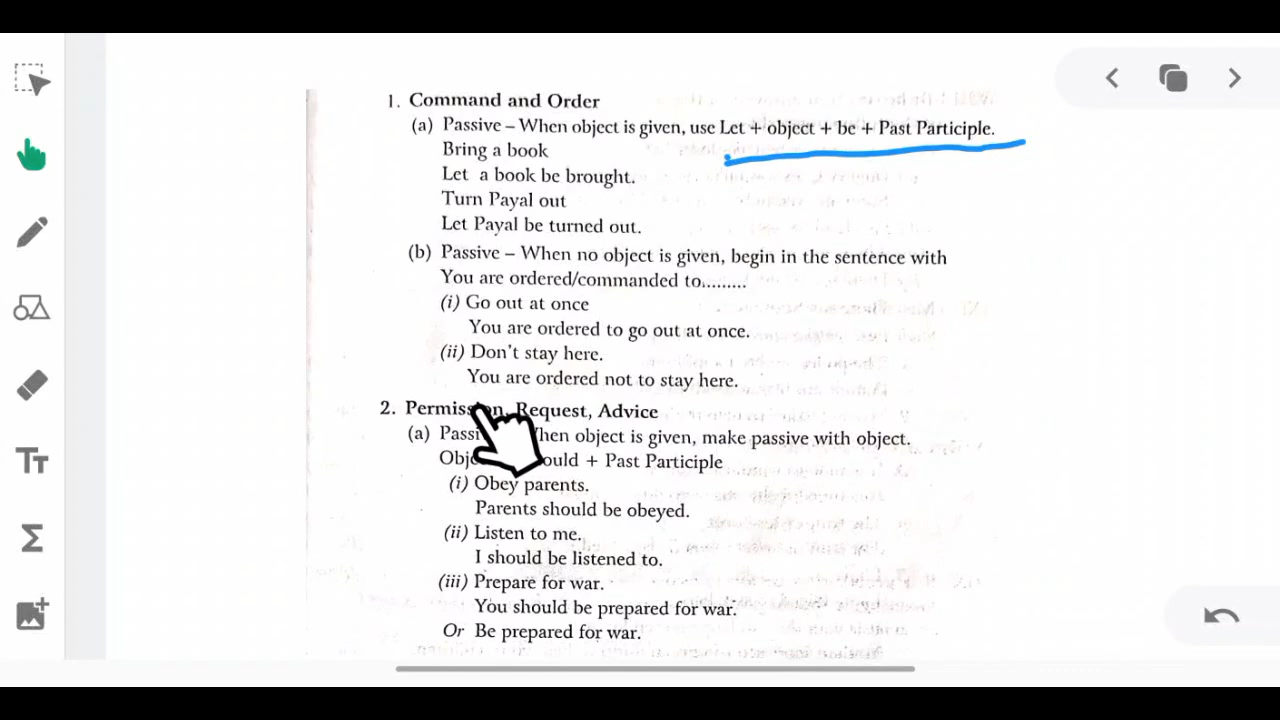 1. Command and Order
(a) Passive – When object is given, use Let + object + be + Past Participle.
Bring a book
Let a book be brought.
Turn Payal out
Let Payal be turned out.
(b) Passive – When no object is given, begin in the sentence with
You are ordered/commanded to.........
(i) Go out at once
You are ordered to go out at once.
(ii) Don't stay here.
You are ordered not to stay here.
2. Permission, Request, Advice
(a) Passi hen object is given, make passive with object.
Obj ould + Past Participle
(i) Obey parents.
Parents should be obeyed.
(ii) Listen to me.
I should be listened to.
(iii) Prepare for war.
You should be prepared for war.
Or Be prepared for war.